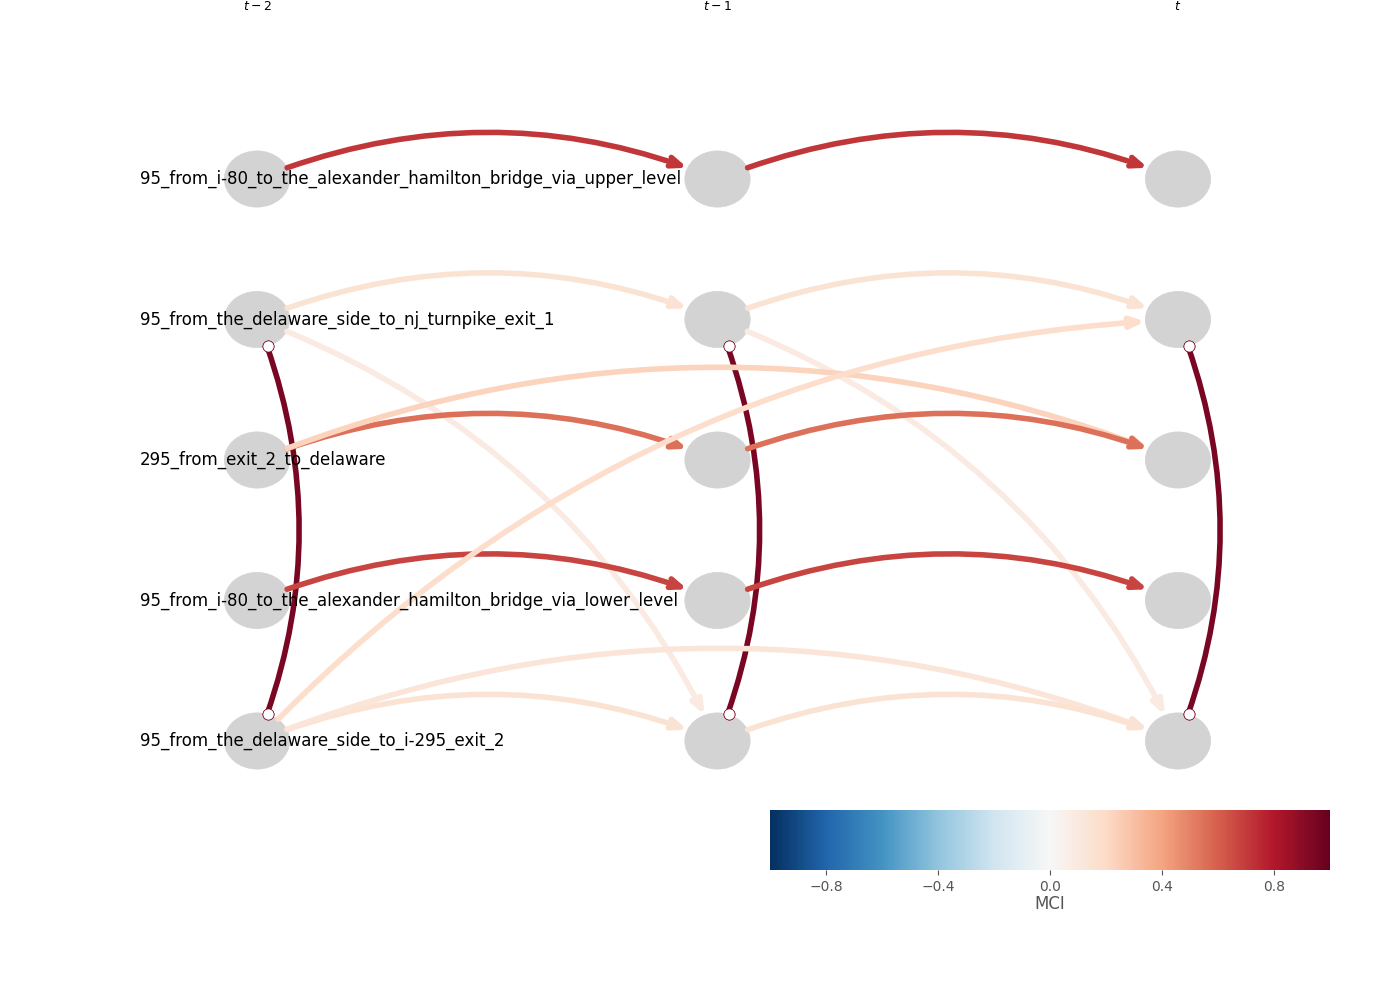 t − 2 t − 1 t
95_from_i-80_to_the_alexander_hamilton_bridge_via_upper_level
95_from_the_delaware_side_to_nj_turnpike_exit_1
295_from_exit_2_to_delaware
95_from_i-80_to_the_alexander_hamilton_bridge_via_lower_level
95_from_the_delaware_side_to_i-295_exit_2
−0.8 −0.4 0.0 0.4 0.8
MCI